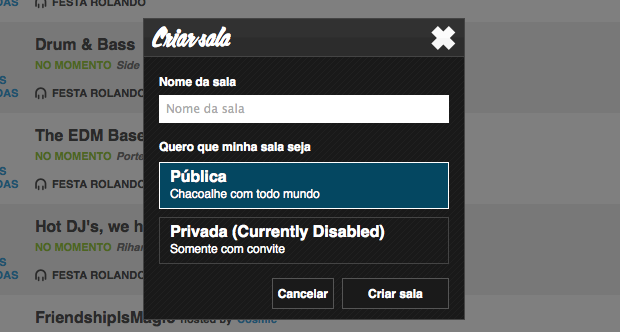 FESTA ROLANDO
Criar sala
Drum & Bass
NO MOMENTO Side
DAS
FESTA ROLANDO
Nome da sala
Nome da sala
The EDM Base
NO MOMENTO Porte
DAS
FESTA ROLANDO
Quero que minha sala seja
Pública
Chacoalhe com todo mundo
Hot DJ's, we h
NO MOMENTO Rihan
DAS
FESTA ROLANDO
Privada (Currently Disabled)
Somente com convite
Cancelar
Criar sala
FriendshipIsMagic hosted by Cosmic